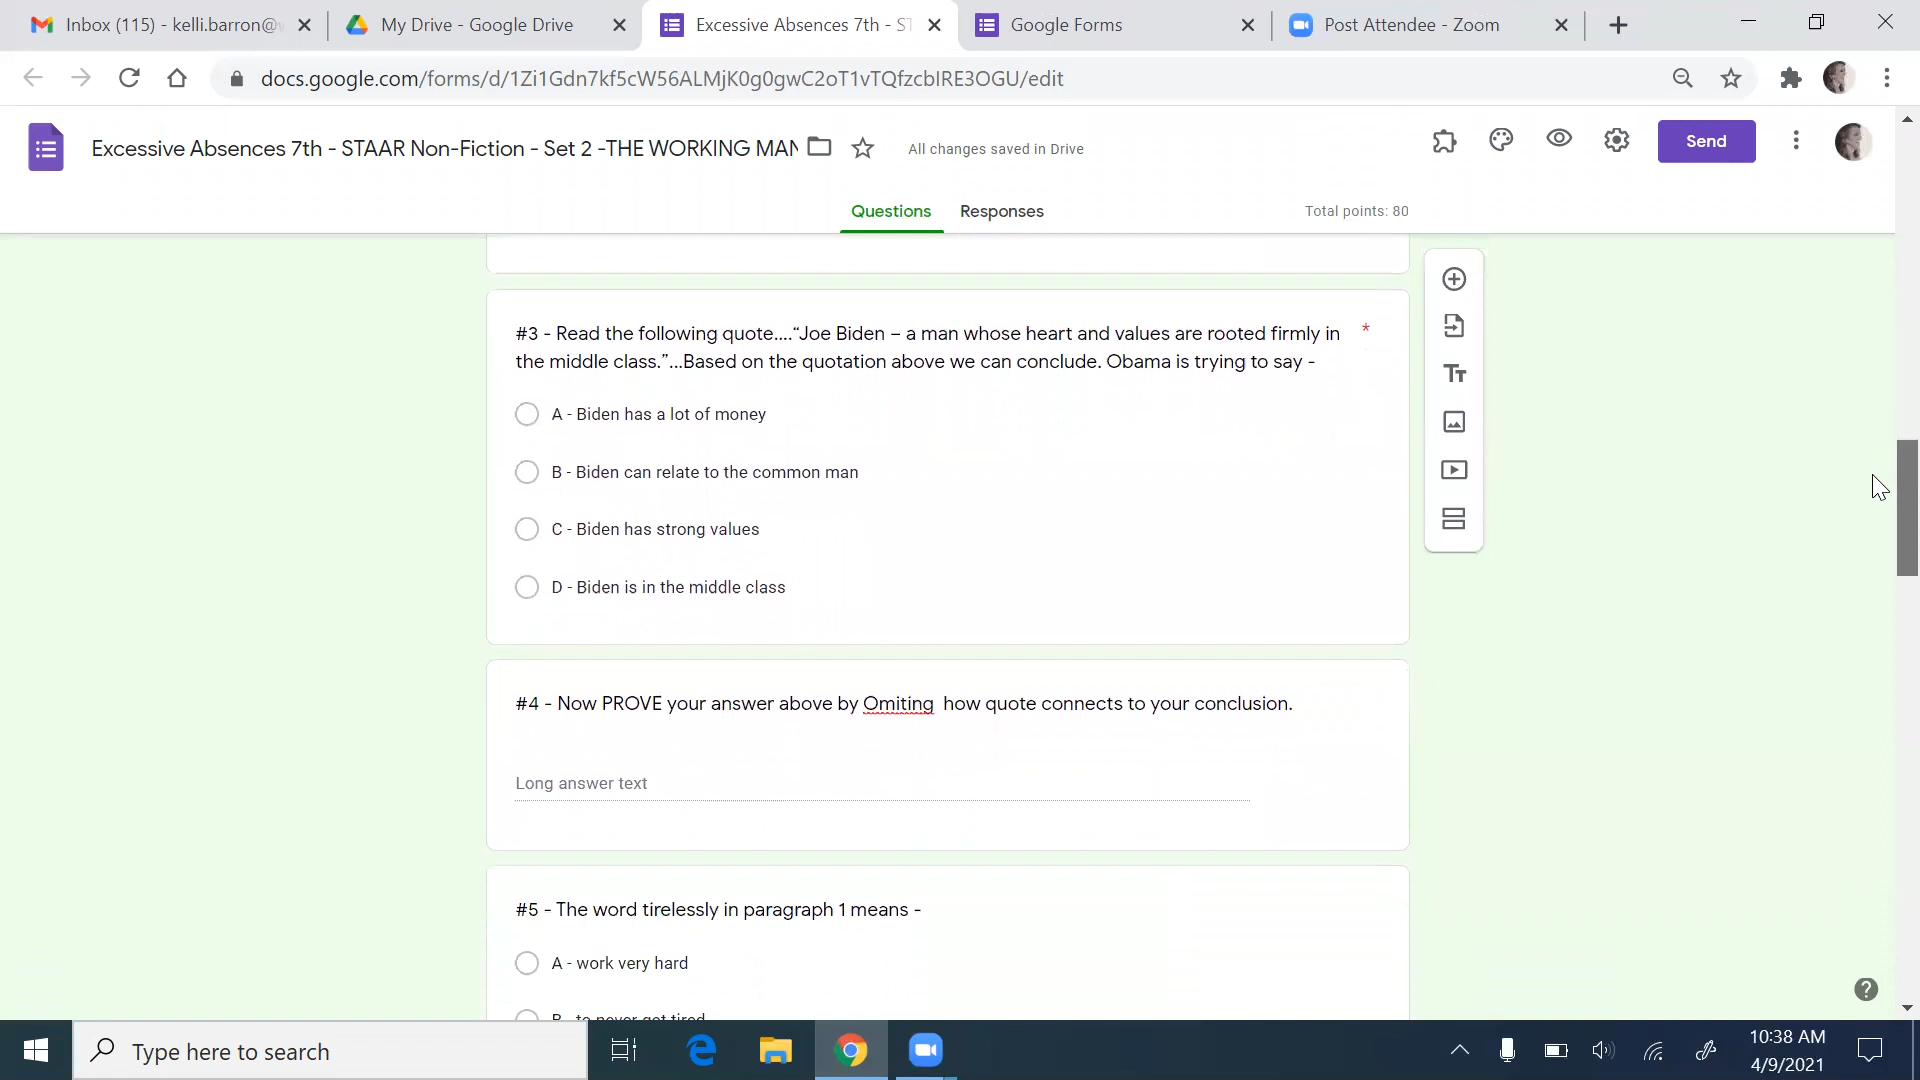 Inbox (115) - kelli.barron@
My Drive - Google Drive
Excessive Absences 7th - ST
Google Forms
Post Attendee - Zoom
docs.google.com/forms/d/1Zi1Gdn7kf5cW56ALMjK0g0gwC2oT1vTQfzcbIRE3OGU/edit
Excessive Absences 7th - STAAR Non-Fiction - Set 2 -THE WORKING MAN
All changes saved in Drive
Send
Questions
Responses
Total points: 80
#3 - Read the following quote....“Joe Biden – a man whose heart and values are rooted firmly in *
the middle class.”...Based on the quotation above we can conclude. Obama is trying to say -
A - Biden has a lot of money
B - Biden can relate to the common man
C - Biden has strong values
D - Biden is in the middle class
#4 - Now PROVE your answer above by Omiting  how quote connects to your conclusion.
Long answer text
#5 - The word tirelessly in paragraph 1 means -
A - work very hard
B - to never get tired
Type here to search
10:38 AM
4/9/2021